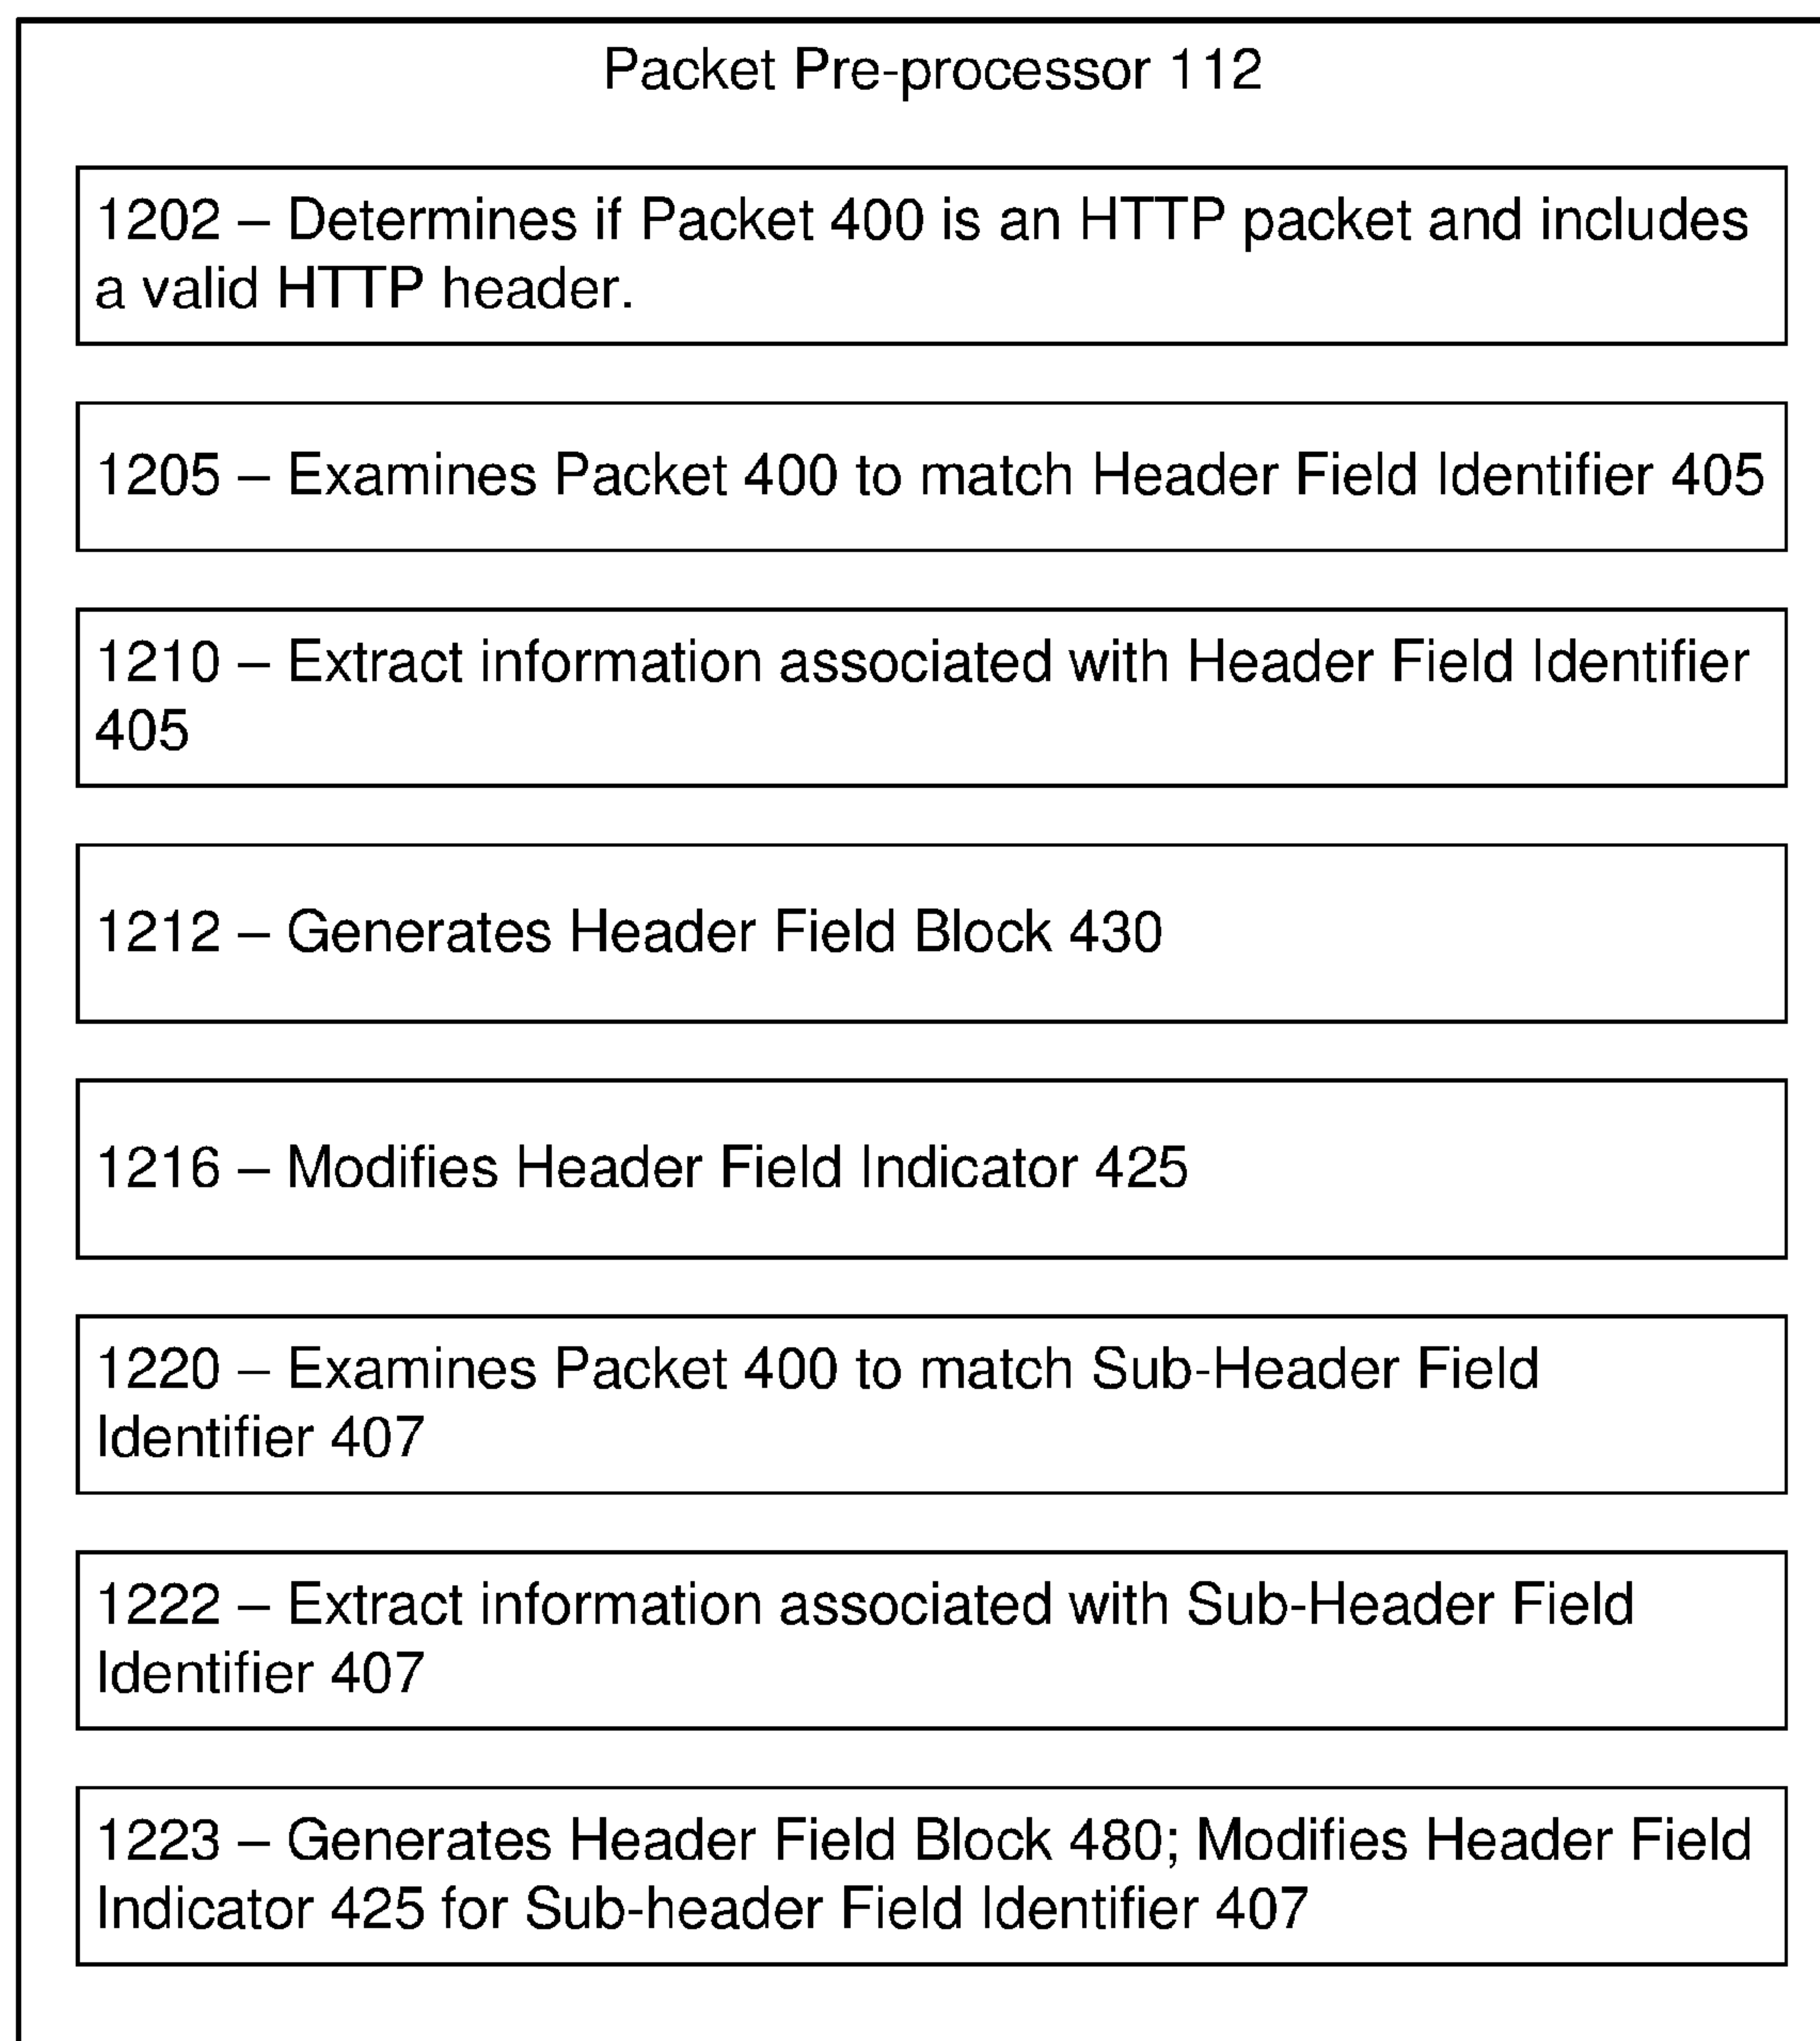 Packet Pre-processor 112
1202 – Determines if Packet 400 is an HTTP packet and includes
a valid HTTP header.
1205 – Examines Packet 400 to match Header Field Identifier 405
1210 – Extract information associated with Header Field Identifier
405
1212 – Generates Header Field Block 430
1216 – Modifies Header Field Indicator 425
1220 – Examines Packet 400 to match Sub-Header Field
Identifier 407
1222 – Extract information associated with Sub-Header Field
Identifier 407
1223 – Generates Header Field Block 480; Modifies Header Field
Indicator 425 for Sub-header Field Identifier 407